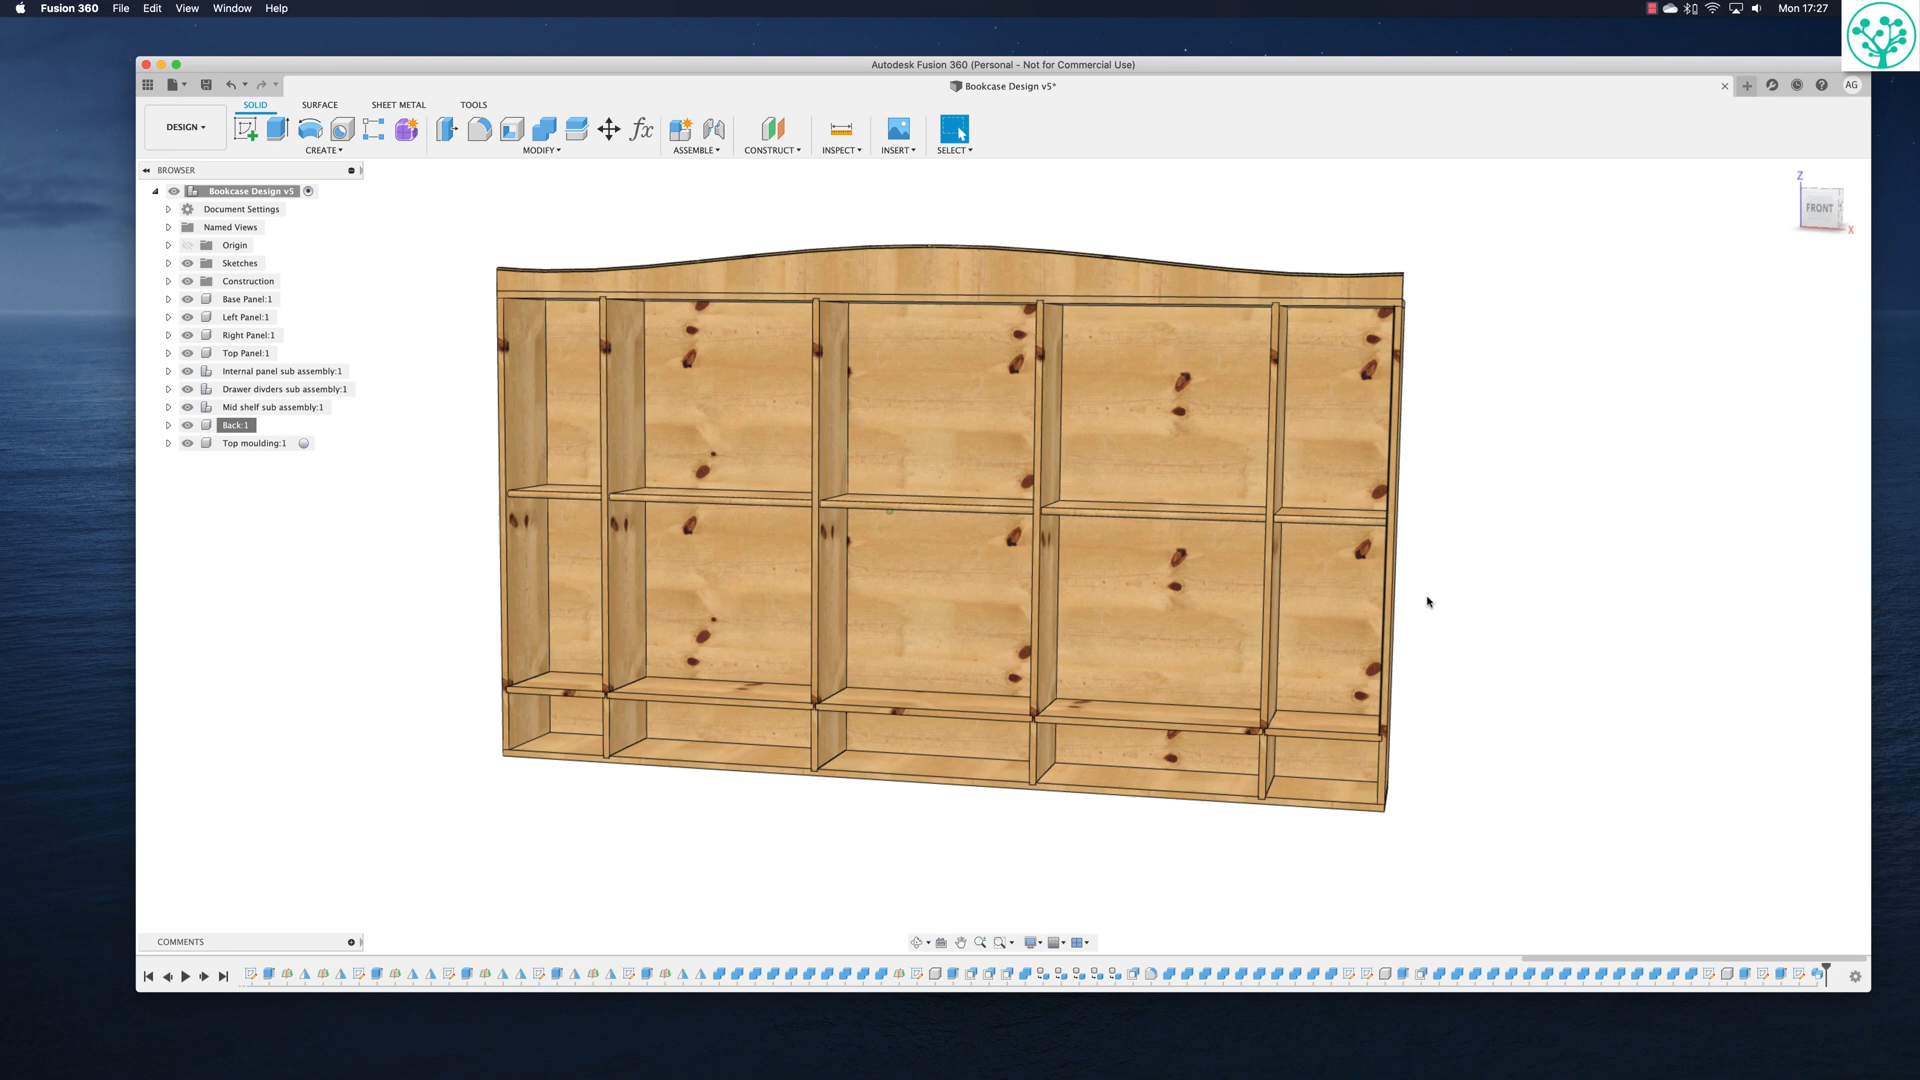 Fusion 360 File Edit View Window Help Mon 17:27
Autodesk Fusion 360 (Personal - Not for Commercial Use)
Bookcase Design v5*
AG
SOLID SURFACE SHEET METAL TOOLS
DESIGN
CREATE MODIFY ASSEMBLE CONSTRUCT INSPECT INSERT SELECT
BROWSER
Bookcase Design v5
Document Settings
Named Views
Origin
Sketches
Construction
Base Panel:1
Left Panel:1
Right Panel:1
Top Panel:1
Internal panel sub assembly:1
Drawer divders sub assembly:1
Mid shelf sub assembly:1
Back:1
Top moulding:1
Z
FRONT
X
COMMENTS